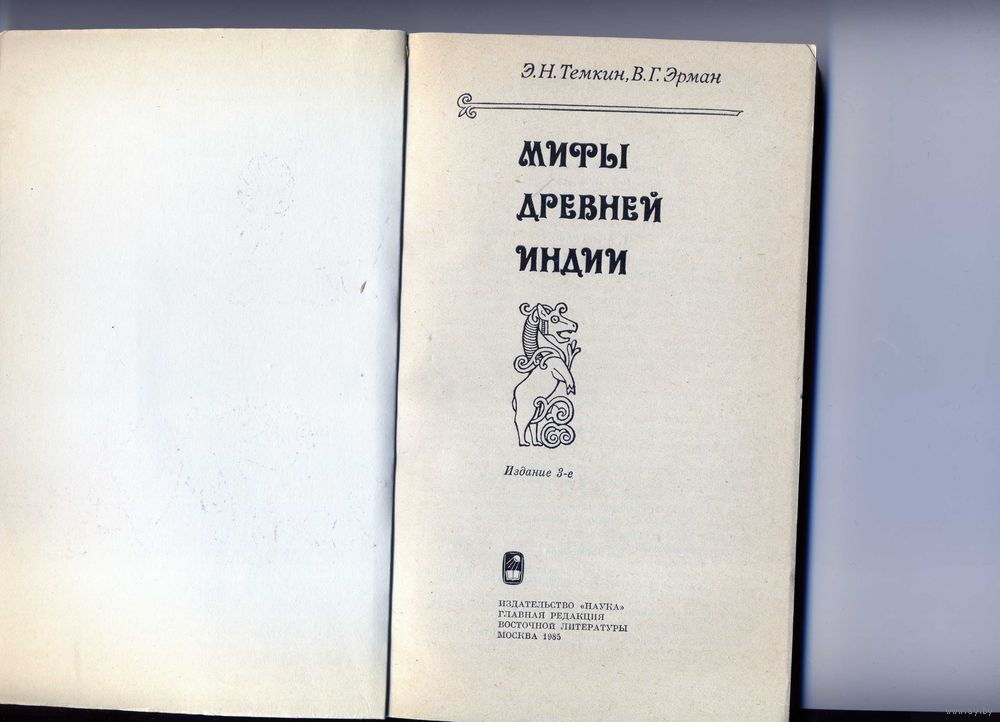 Э.Н.Темкин, В.Г.Эрман
МИФЫ
ДРЕВНЕЙ
ИНДИИ
Издание 3-е
ИЗДАТЕЛЬСТВО «НАУКА»
ГЛАВНАЯ РЕДАКЦИЯ
ВОСТОЧНОЙ ЛИТЕРАТУРЫ
МОСКВА 1985